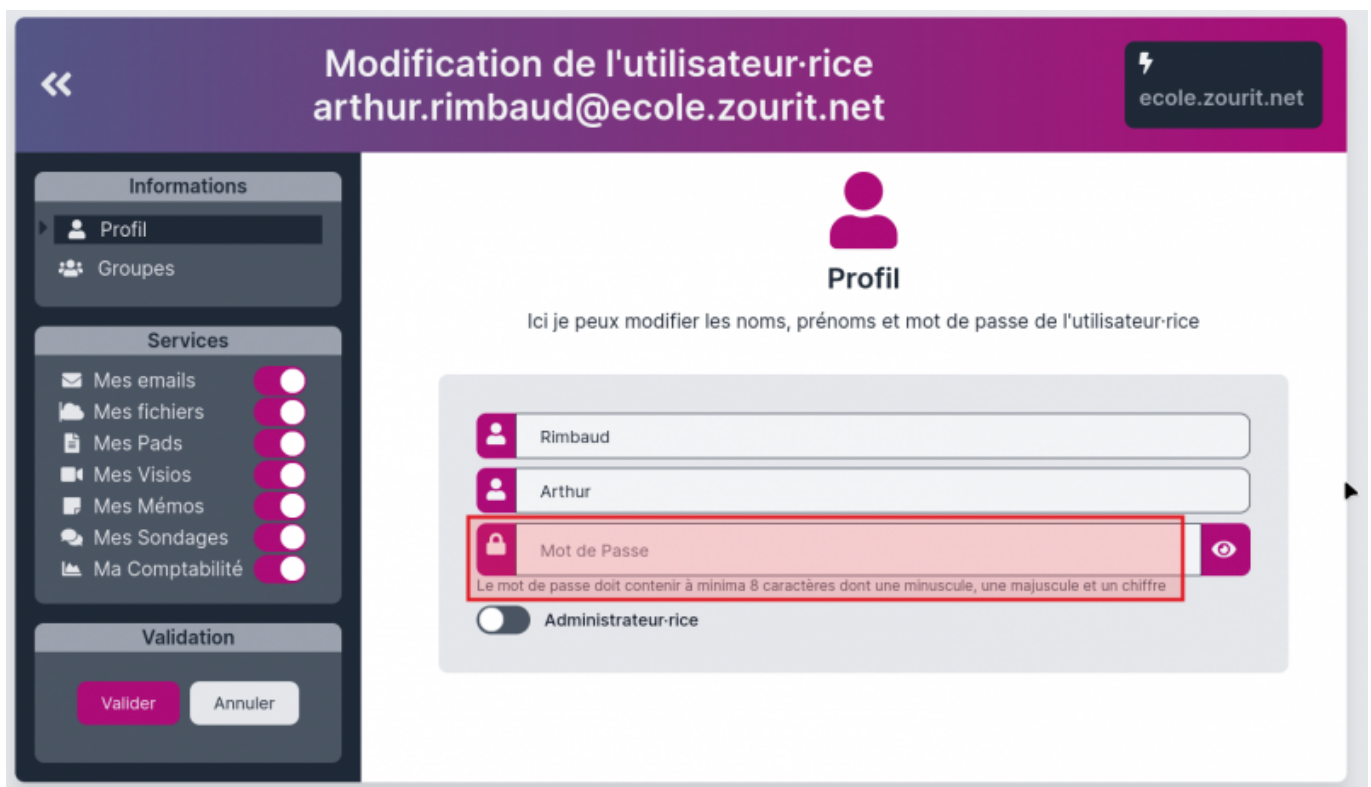 Modification de l'utilisateur·rice
arthur.rimbaud@ecole.zourit.net
ecole.zourit.net
Informations
Profil
Groupes
Services
Mes emails
Mes fichiers
Mes Pads
Mes Visios
Mes Mémos
Mes Sondages
Ma Comptabilité
Validation
Valider
Annuler
Profil
Ici je peux modifier les noms, prénoms et mot de passe de l'utilisateur·rice
Rimbaud
Arthur
Mot de Passe
Le mot de passe doit contenir à minima 8 caractères dont une minuscule, une majuscule et un chiffre
Administrateur·rice